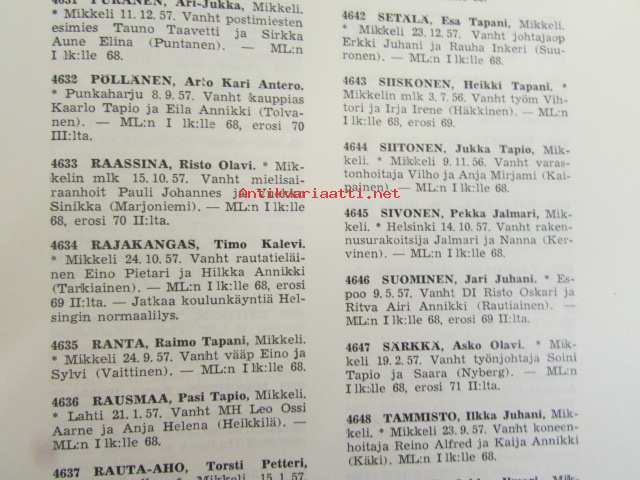 4631 PURANEN, Ari-Jukka, Mikkeli.
* Mikkeli 11. 12. 57. Vanht postimiesten
esimies Tauno Taavetti ja Sirkka
Aune Elina (Puntanen). — ML:n
I lk:lle 68.
4632 PÖLLÄNEN, Arto Kari Antero.
* Punkaharju 8. 9. 57. Vanht kauppias
Kaarlo Tapio ja Eila Annikki (Tolva-
nen). — ML:n I lk:lle 68, erosi 70
III:lta.
4633 RAASSINA, Risto Olavi. * Mik-
kelin mlk 15. 10. 57. Vanht mielisai-
raanhoit Pauli Johannes ja
Sinikka (Marjoniemi). — ML:n I lk:lle
68, erosi 70 II:lta.
4634 RAJAKANGAS, Timo Kalevi.
* Mikkeli 24. 10. 57. Vanht rautatieläi-
näinen Eino Pietari ja Hilkka Annikki
(Tarkiainen). — ML:n I lk:lle 68, erosi
69 II:lta. — Jatkaa koulunkäyntiä Hel-
singin normaalilys.
4635 RANTA, Raimo Tapani, Mikkeli.
* Mikkeli 24. 9. 57. Vanht vääp Eino ja
Sylvi (Vaittinen). — ML:n I lk:lle 68.
4636 RAUSMAA, Pasi Tapio, Mikkeli.
* Lahti 21. 1. 57. Vanht MH Leo Ossi
Aarne ja Anja Helena (Heikkilä). —
ML:n I lk:lle 68.
4637 RAUTA-AHO, Torsti Petteri,
15. 1. 57.
4642 SETÄLÄ, Esa Tapani, Mikkeli.
* Mikkeli 23. 12. 57. Vanht johtajaop
Erkki Juhani ja Rauha Inkeri (Suu-
ronen). — ML:n I lk:lle 68.
4643 SIISKONEN, Heikki Tapani. *
Mikkelin mlk 3. 7. 56. Vanht työm Vih-
tori ja Irja Irene (Häkkinen). — ML:n
I lk:lle 68, erosi 69.
4644 SIITONEN, Jukka Tapio, Mik-
keli. * Mikkeli 9. 11. 56. Vanht varas-
tonhoitaja Vilho ja Anja Mirjami (Kai-
painen). — ML:n I lk:lle 68.
4645 SIVONEN, Pekka Jalmari, Mik-
keli. * Helsinki 14. 10. 57. Vanht raken-
nusurakoitsija Jalmari ja Nanna (Ker-
vinen). — ML:n I lk:lle 68.
4646 SUOMINEN, Jari Juhani. * Es-
poo 9. 5. 57. Vanht DI Risto Oskari ja
Ritva Airi Annikki (Rautiainen). —
ML:n I lk:lle 68, erosi 69 II:lta.
4647 SÄRKKÄ, Asko Olavi. * Mik-
keli 19. 2. 57. Vanht työnjohtaja Soini
Tapio ja Saara (Nyberg). — ML:n
I lk:lle 68, erosi 71 II:lta.
4648 TAMMISTO, Ilkka Juhani, Mik-
keli. * Mikkeli 23. 9. 57. Vanht koneen-
hoitaja Reino Alfred ja Kaija Annikki
(Käki). — ML:n I lk:lle 68.
Antikvariaatti.net